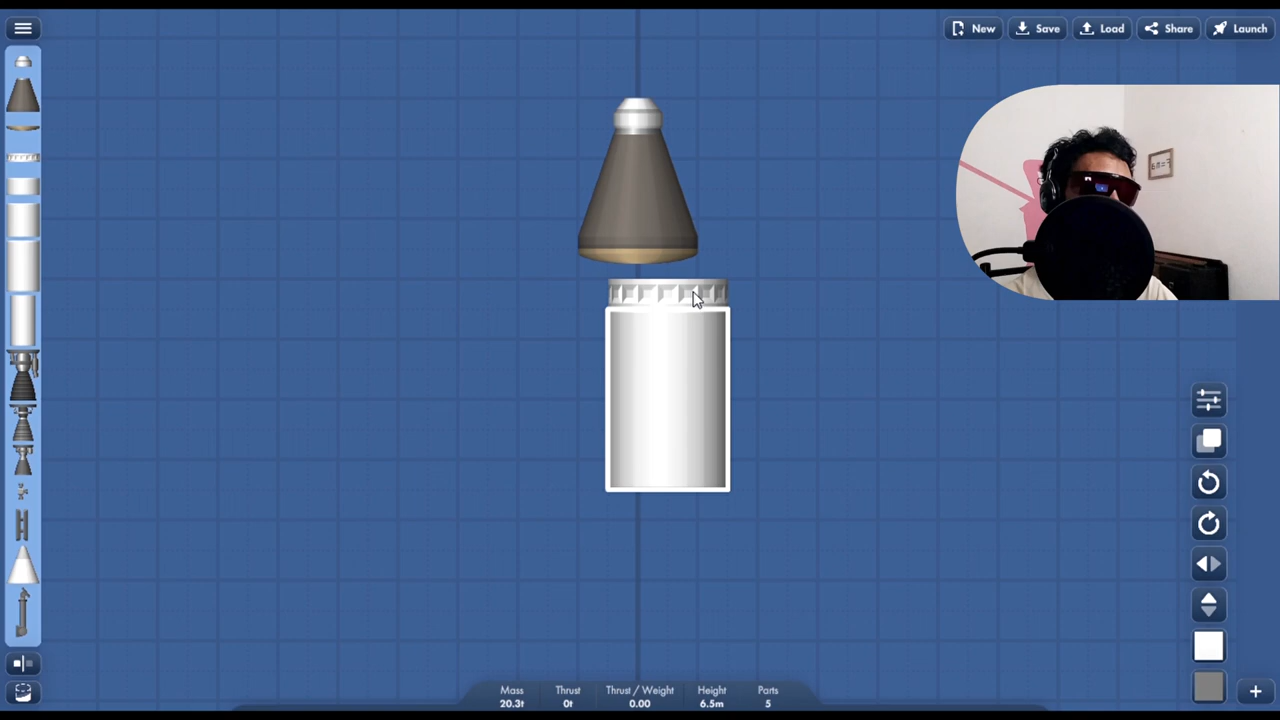 New Save Load Share Launch
Mass Thrust Thrust / Weight Height Parts
20.3t 0t 0.00 6.5m 5